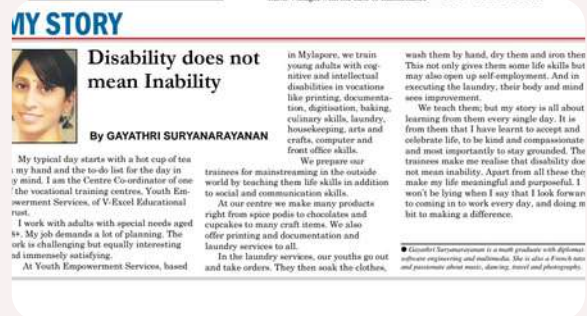 MY STORY
Disability does not
mean Inability
By GAYATHRI SURYANARAYANAN
My typical day starts with a hot cup of tea
my hand and the to-do list for the day in
mind. I am the Centre Co-ordinator of one
the vocational training centres, Youth Em-
powerment Services, of V-Excel Educational
rust.
I work with adults with special needs aged
+. My job demands a lot of planning. The
ork is challenging but equally interesting
nd immensely satisfying.
At Youth Empowerment Services, based
in Mylapore, we train
young adults with cog-
nitive and intellectual
disabilities in vocations
like printing, documenta-
tion, digitisation, baking,
culinary skills, laundry,
housekeeping, arts and
crafts, computer and
front office skills.
We prepare our
trainees for mainstreaming in the outside
world by teaching them life skills in addition
to social and communication skills.
At our centre we make many products
right from spice podis to chocolates and
cupcakes to many craft items. We also
offer printing and documentation and
laundry services to all.
In the laundry services, our youths go out
and take orders. They then soak the clothes,
wash them by hand, dry them and iron then
This not only gives them some life skills but
may also open up self-employment. And in
executing the laundry, their body and mind
sees improvement.
We teach them; but my story is all about
learning from them every single day. It is
from them that I have learnt to accept and
celebrate life, to be kind and compassionate
and most importantly to stay grounded. The
trainees make me realise that disability doe
not mean inability. Apart from all these the
make my life meaningful and purposeful. I
won't be lying when I say that I look forwar
to coming in to work every day, and doing m
bit to making a difference.
● Gayathri Suryanarayanan is a math graduate with diplomas
software engineering and multimedia. She is also a French tuto
and passionate about music, dancing, travel and photography.